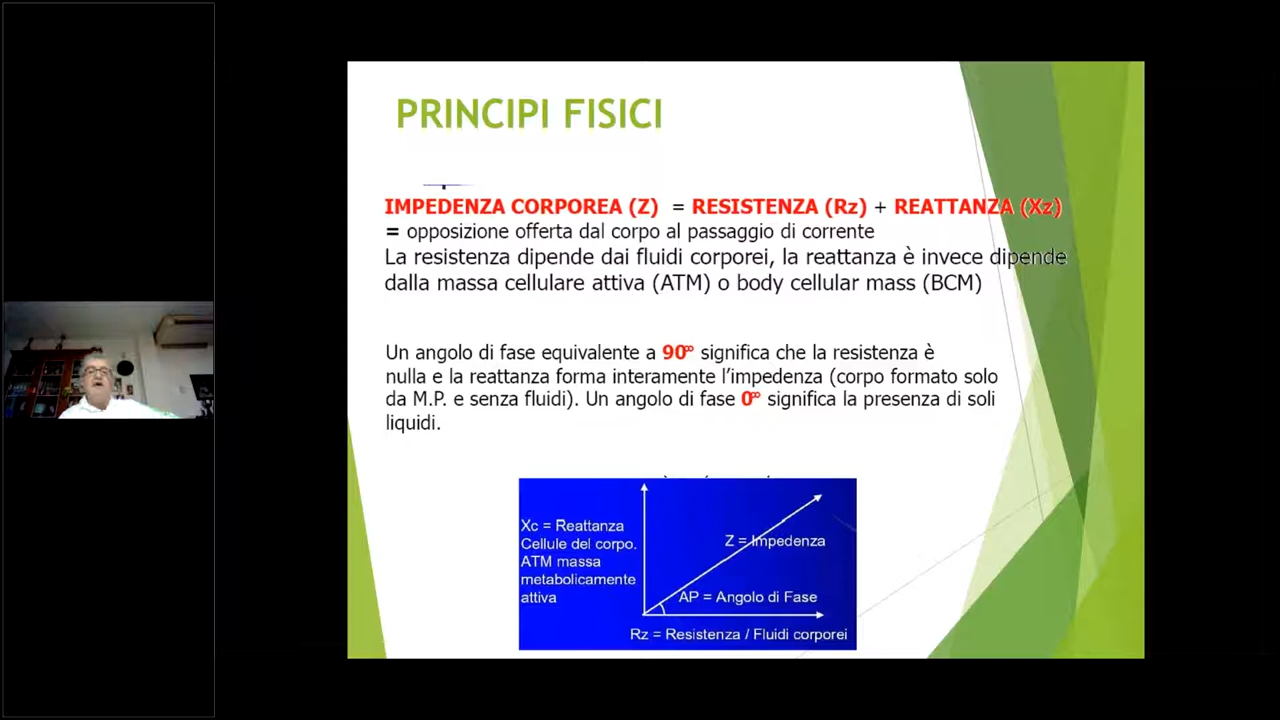 PRINCIPI FISICI
IMPEDENZA CORPOREA (Z) = RESISTENZA (Rz) + REATTANZA (Xz)
= opposizione offerta dal corpo al passaggio di corrente
La resistenza dipende dai fluidi corporei, la reattanza è invece dipende
dalla massa cellulare attiva (ATM) o body cellular mass (BCM)
Un angolo di fase equivalente a 90° significa che la resistenza è
nulla e la reattanza forma interamente l'impedenza (corpo formato solo
da M.P. e senza fluidi). Un angolo di fase 0° significa la presenza di soli
liquidi.
Xc = Reattanza
Cellule del corpo.
ATM massa
metabolicamente
attiva
Z = Impedenza
AP = Angolo di Fase
Rz = Resistenza / Fluidi corporei